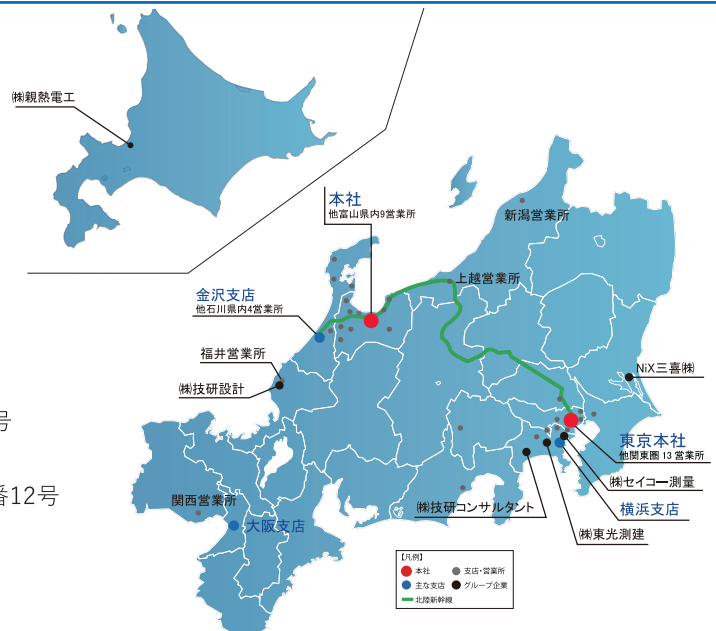 ㈱親熱電工
本社
他富山県内9営業所
新潟営業所
上越営業所
金沢支店
他石川県内4営業所
福井営業所
㈱技研設計
NiX三喜㈱
号
東京本社
他関東圏13営業所
㈱セイコー測量
番12号
関西営業所
㈱技研コンサルタント
横浜支店
大阪支店
㈱東光測建
【凡例】
本社 支店・営業所
主な支店 グループ企業
北陸新幹線